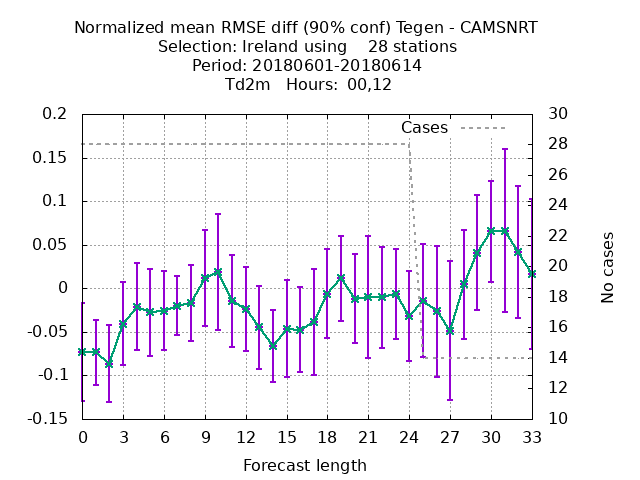 Normalized mean RMSE diff (90% conf) Tegen - CAMSNRT
Selection: Ireland using    28 stations
Period: 20180601-20180614
Td2m   Hours:  00,12
Cases
0.2
0.15
0.1
0.05
0
-0.05
-0.1
-0.15
30
28
26
24
22
20
18
16
14
12
10
No cases
0 3 6 9 12 15 18 21 24 27 30 33
Forecast length